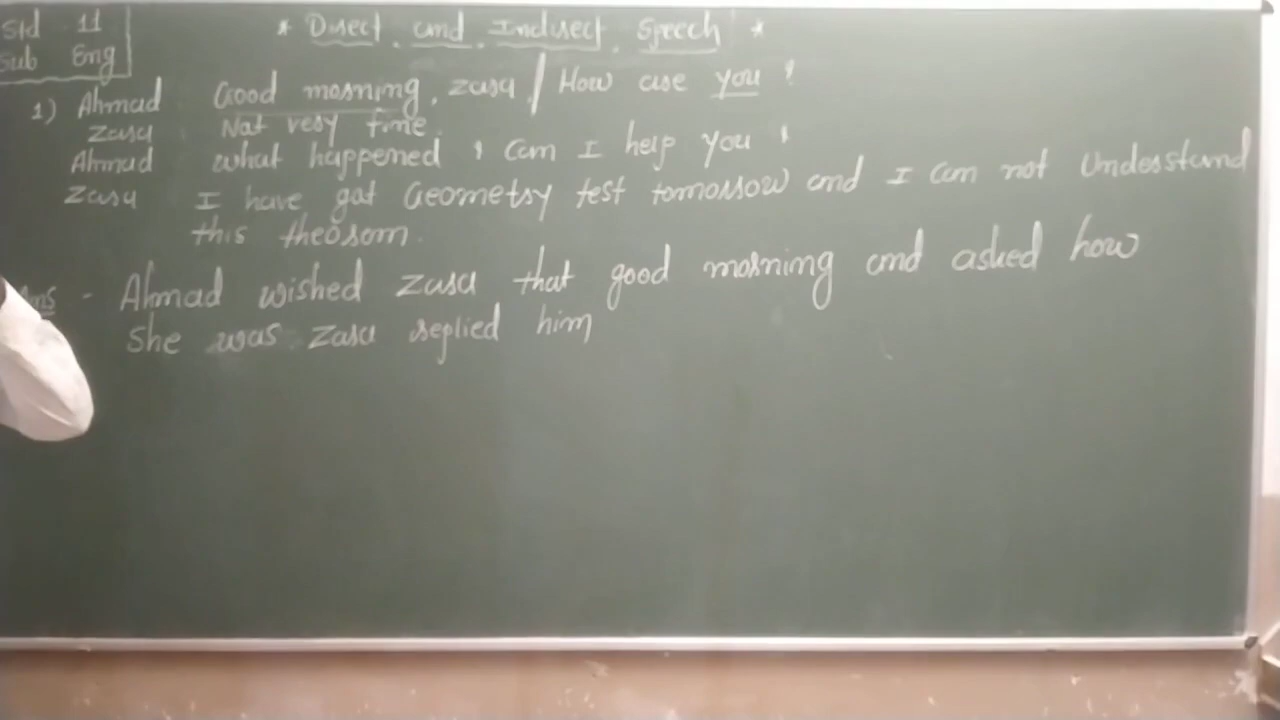 Std 11
Sub Eng
* Direct and Indirect Speech *
1) Ahmad Good morning, zara / How are you ?
zara Not very fine.
Ahmad what happened ? Can I help you ?
zara I have got Geometry test tomorrow and I can not Understand
this theorom.
Ans - Ahmad wished zara that good morning and asked how
She was zara replied him